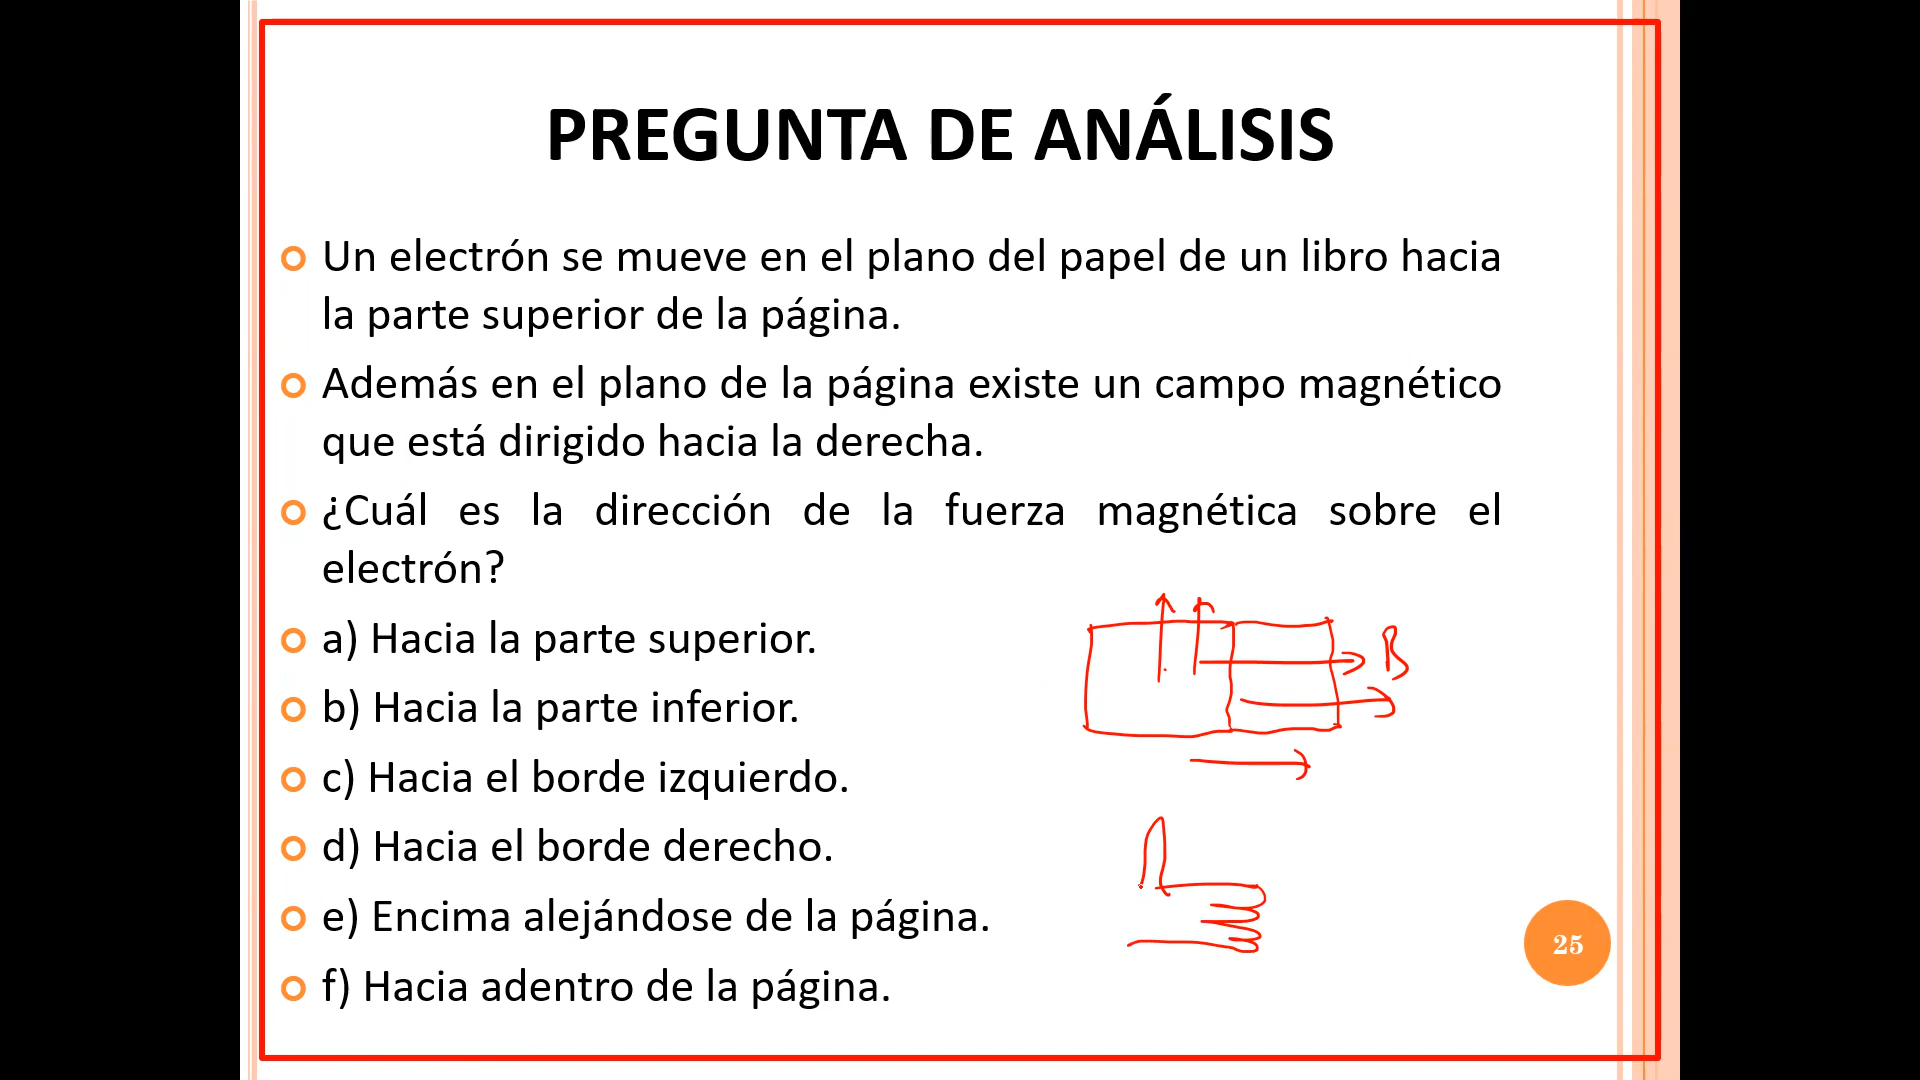 PREGUNTA DE ANÁLISIS
Un electrón se mueve en el plano del papel de un libro hacia
la parte superior de la página.
Además en el plano de la página existe un campo magnético
que está dirigido hacia la derecha.
¿Cuál es la dirección de la fuerza magnética sobre el
electrón?
a) Hacia la parte superior.
B
b) Hacia la parte inferior.
c) Hacia el borde izquierdo.
d) Hacia el borde derecho.
e) Encima alejándose de la página.
25
f) Hacia adentro de la página.